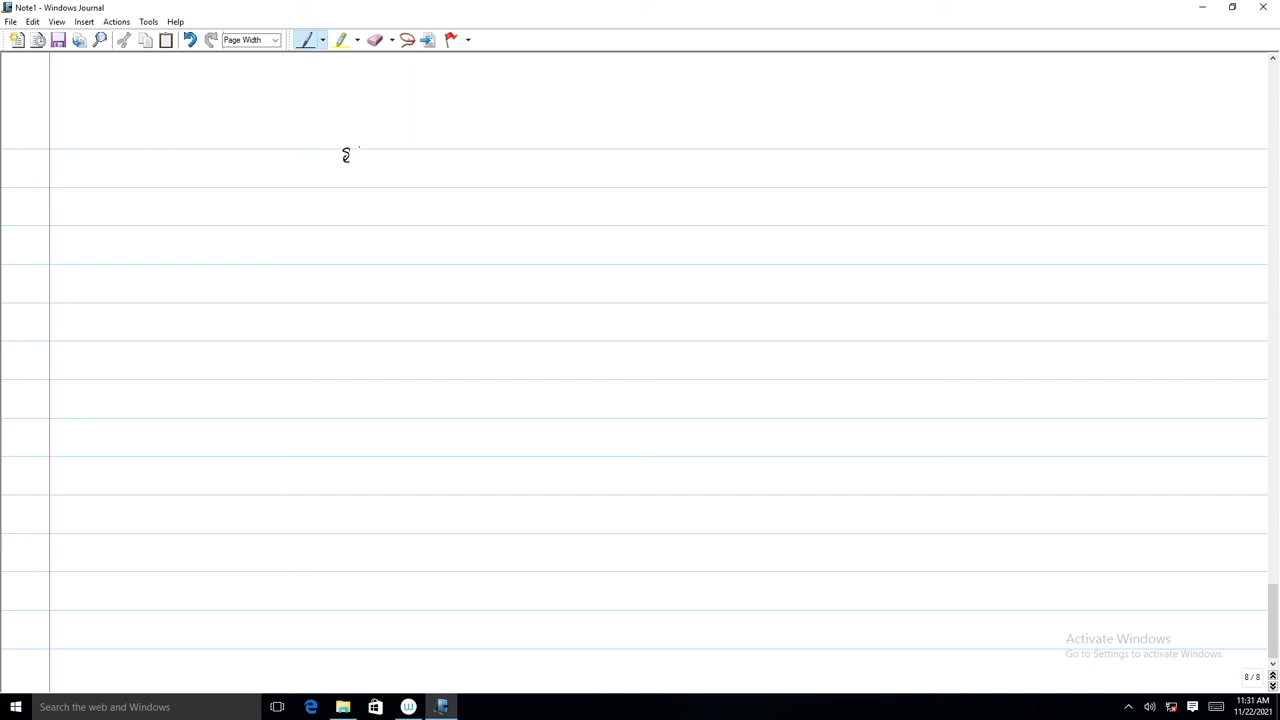 Note1 - Windows Journal
File Edit View Insert Actions Tools Help
Page Width
Activate Windows
Go to Settings to activate Windows.
8 / 8
Search the web and Windows
11:31 AM
11/22/2021